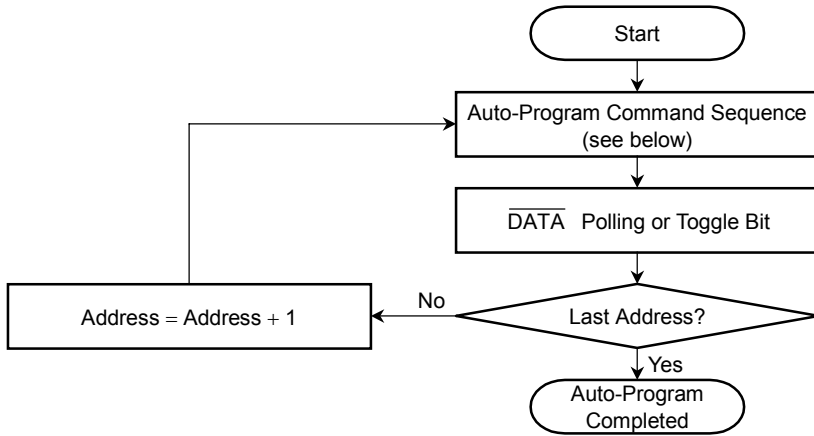 Start
Auto-Program Command Sequence
(see below)
D̅A̅T̅A̅ Polling or Toggle Bit
No
Address = Address + 1
Last Address?
Yes
Auto-Program
Completed